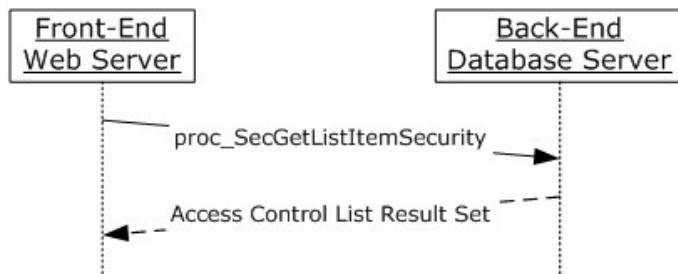 Front-End
Web Server
Back-End
Database Server
proc_SecGetListItemSecurity
Access Control List Result Set